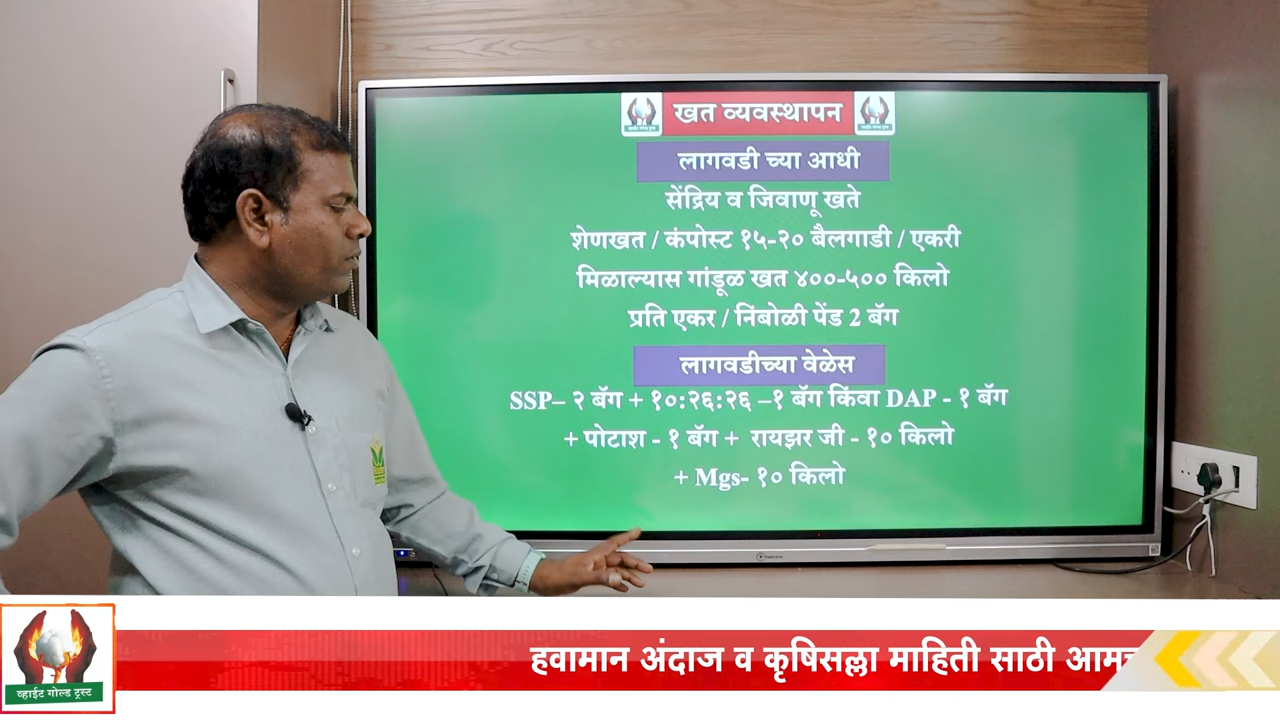 खत व्यवस्थापन
लागवडी च्या आधी
सेंद्रिय व जिवाणू खते
शेणखत / कंपोस्ट १५-२० बैलगाडी / एकरी
मिळाल्यास गांडूळ खत ४००-५०० किलो
प्रति एकर / निंबोळी पेंड 2 बॅग
लागवडीच्या वेळेस
SSP– २ बॅग + १०:२६:२६ –१ बॅग किंवा DAP - १ बॅग
+ पोटाश - १ बॅग + रायझर जी - १० किलो
+ Mgs- १० किलो
हवामान अंदाज व कृषिसल्ला माहिती साठी
व्हाईट गोल्ड ट्रस्ट